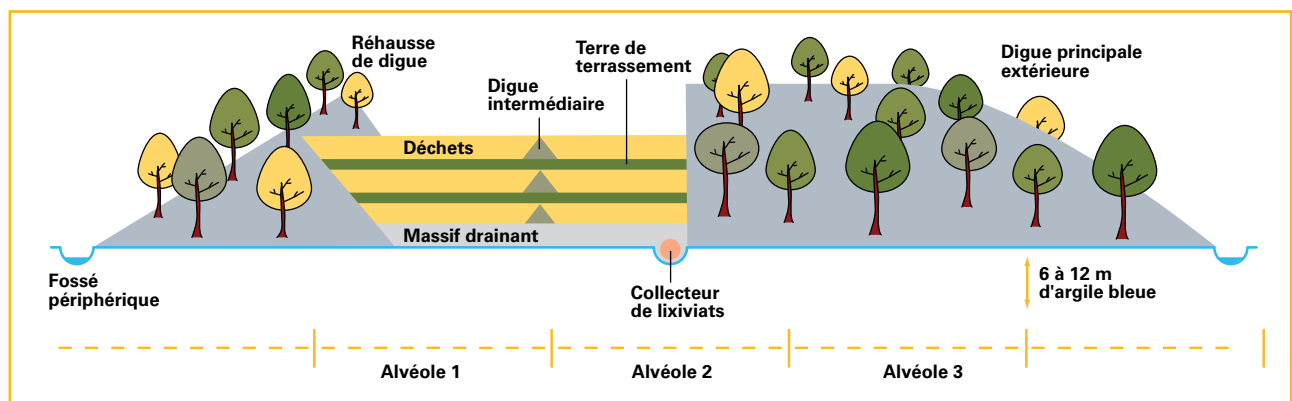 Réhausse
de digue
Terre de
terrassement
Digue
intermédiaire
Digue principale
extérieure
Déchets
Massif drainant
Fossé
périphérique
Collecteur
de lixiviats
6 à 12 m
d'argile bleue
Alvéole 1
Alvéole 2
Alvéole 3